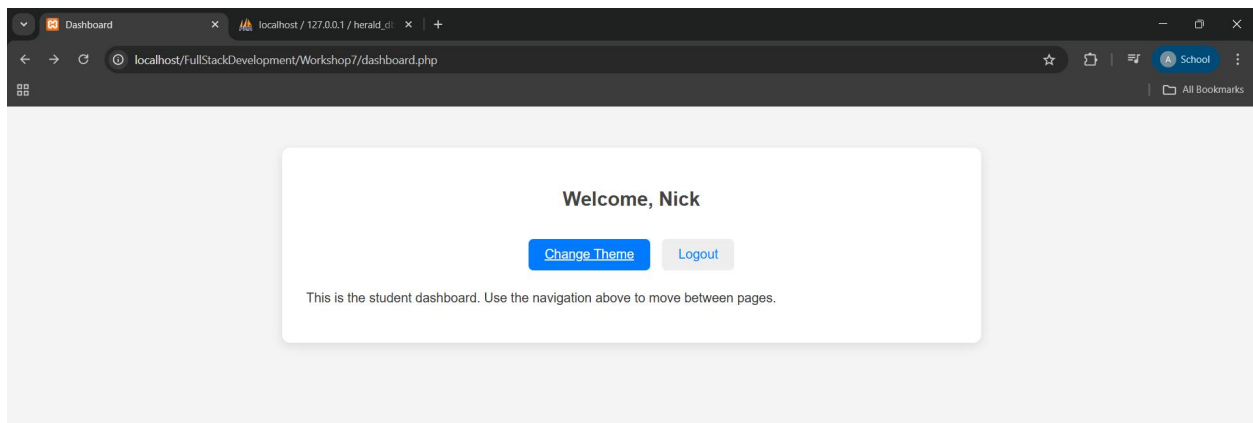 Dashboard
localhost / 127.0.0.1 / herald_d
localhost/FullStackDevelopment/Workshop7/dashboard.php
A School
All Bookmarks
Welcome, Nick
Change Theme Logout
This is the student dashboard. Use the navigation above to move between pages.